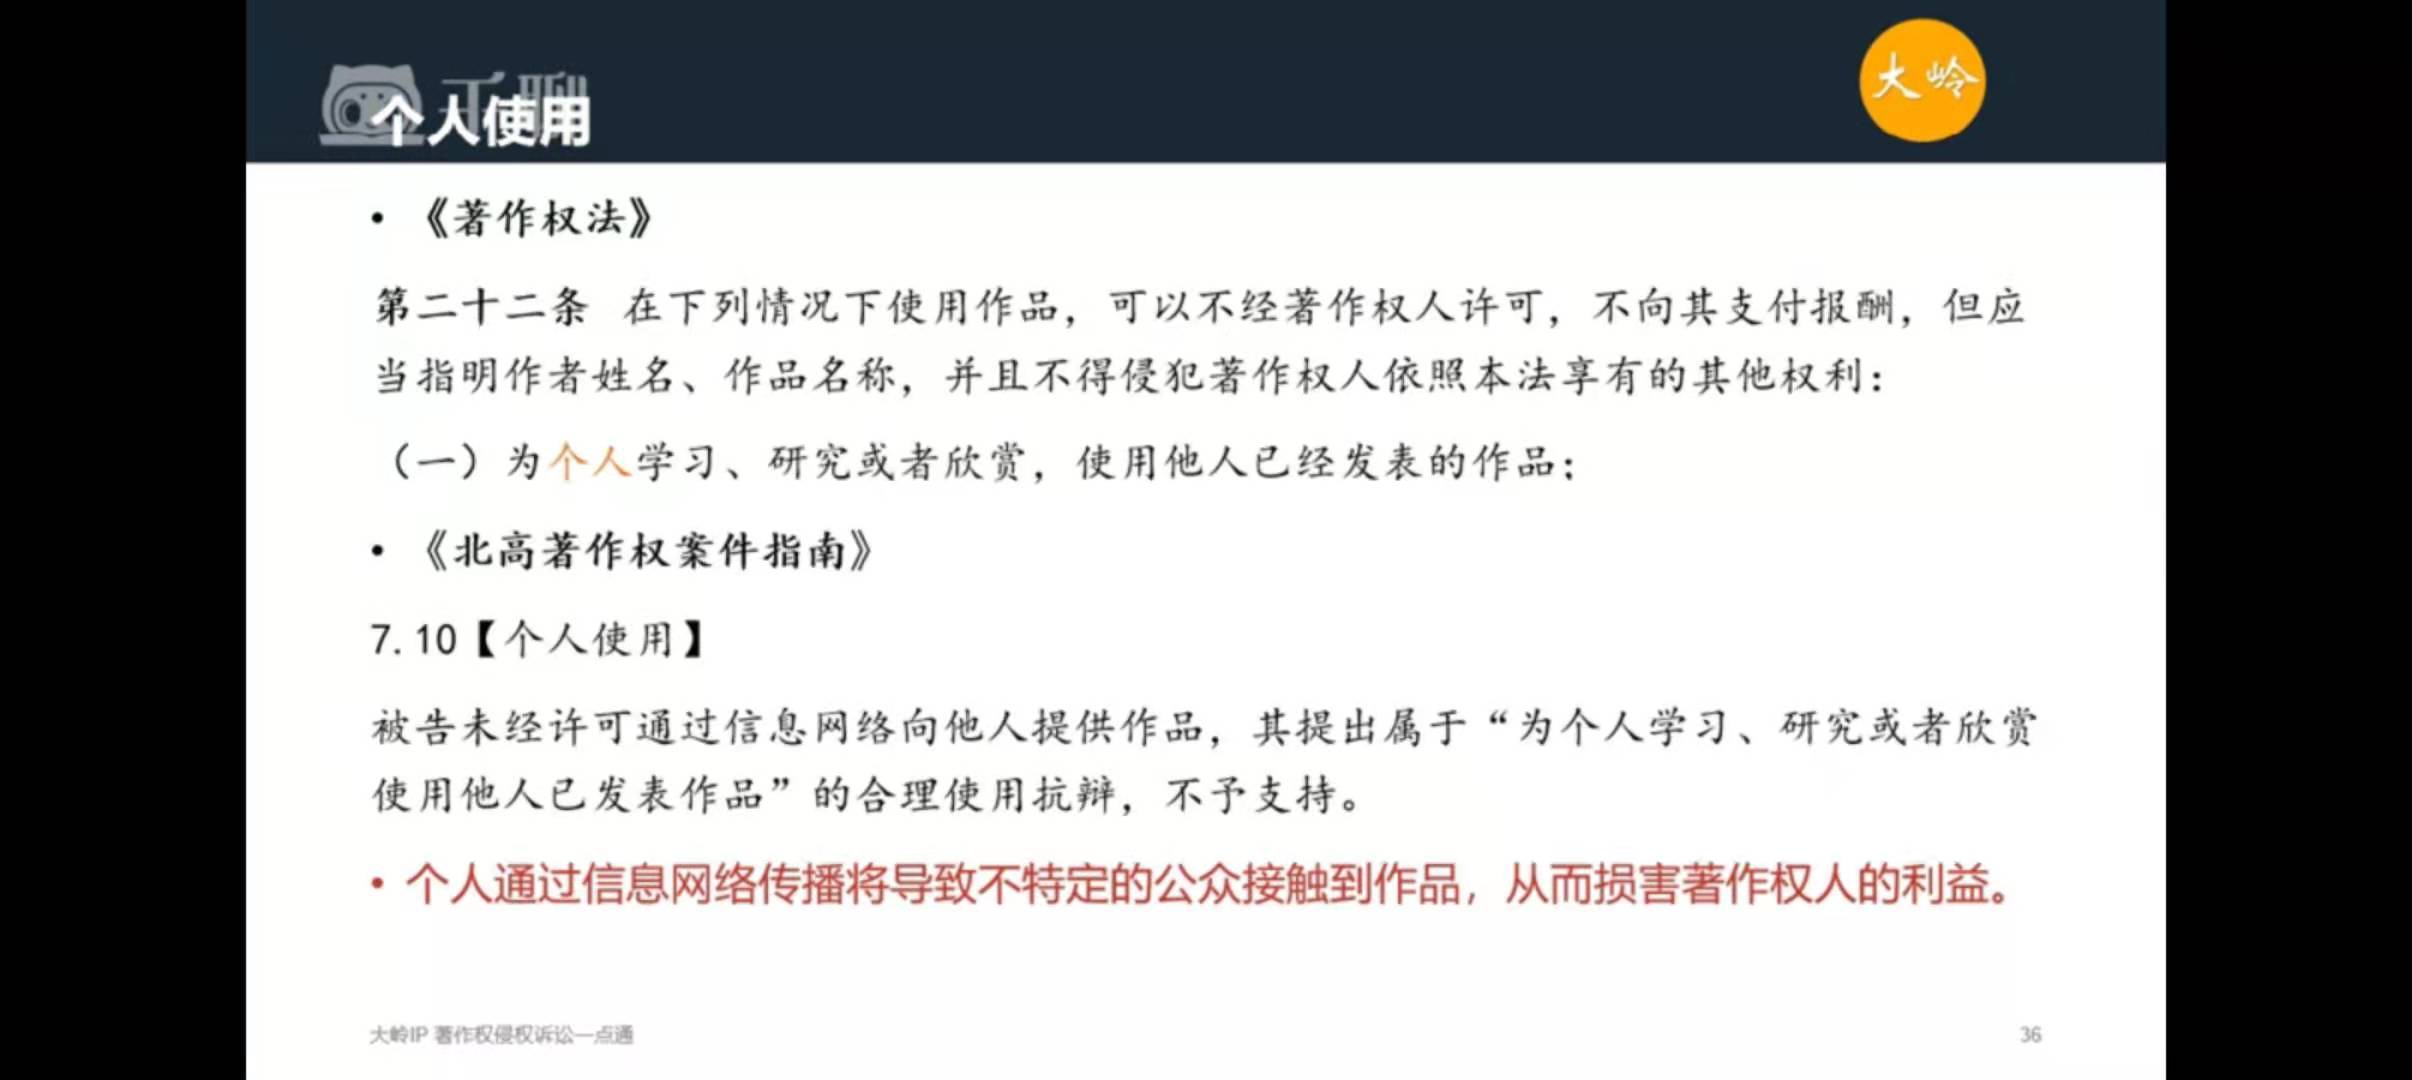 千聊
个人使用
大岭
• 《著作权法》
第二十二条 在下列情况下使用作品，可以不经著作权人许可，不向其支付报酬，但应
当指明作者姓名、作品名称，并且不得侵犯著作权人依照本法享有的其他权利：
（一）为个人学习、研究或者欣赏，使用他人已经发表的作品；
• 《北高著作权案件指南》
7.10【个人使用】
被告未经许可通过信息网络向他人提供作品，其提出属于“为个人学习、研究或者欣赏
使用他人已发表作品”的合理使用抗辩，不予支持。
• 个人通过信息网络传播将导致不特定的公众接触到作品，从而损害著作权人的利益。
大岭IP 著作权侵权诉讼一点通
36